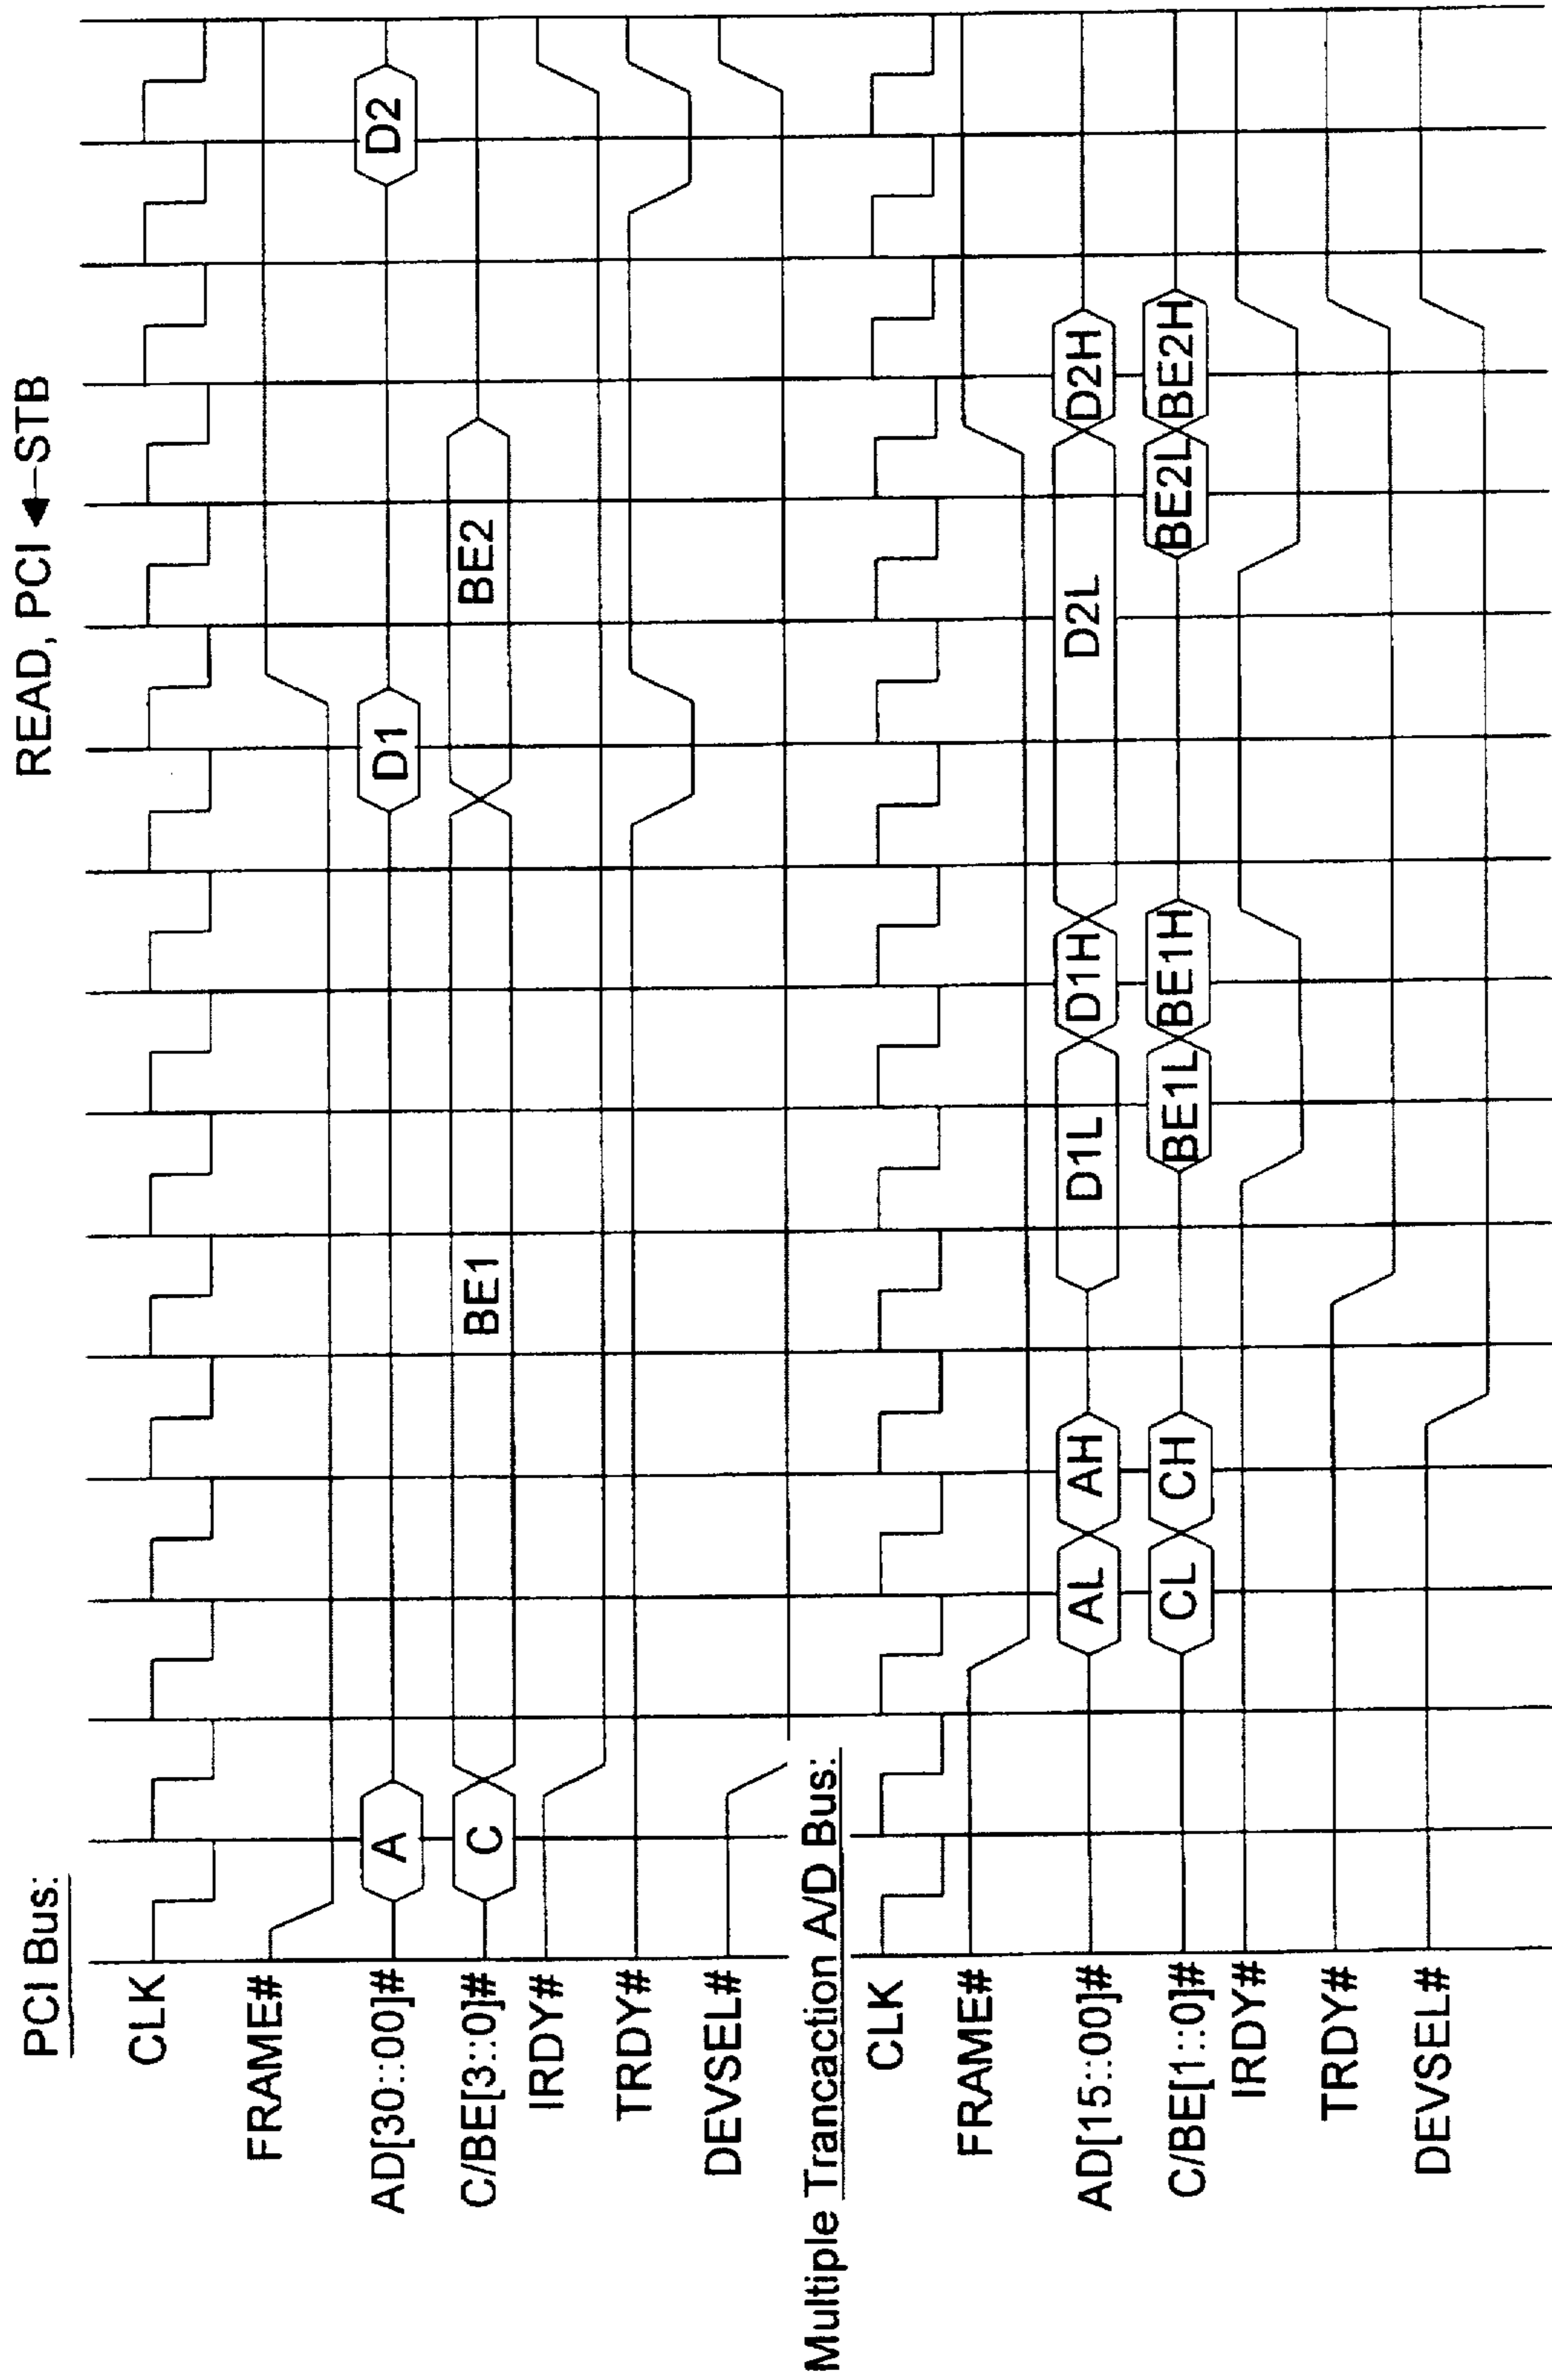 READ, PCI ◄–STB
PCI Bus:
CLK
FRAME#
AD[30::00]# A D1 D2
C/BE[3::0]# C BE1 BE2
IRDY#
TRDY#
DEVSEL#
Multiple Trancaction A/D Bus:
CLK
FRAME#
AD[15::00]# AL AH D1L D1H D2L D2H
C/BE[1::0]# CL CH BE1L BE1H BE2L BE2H
IRDY#
TRDY#
DEVSEL#